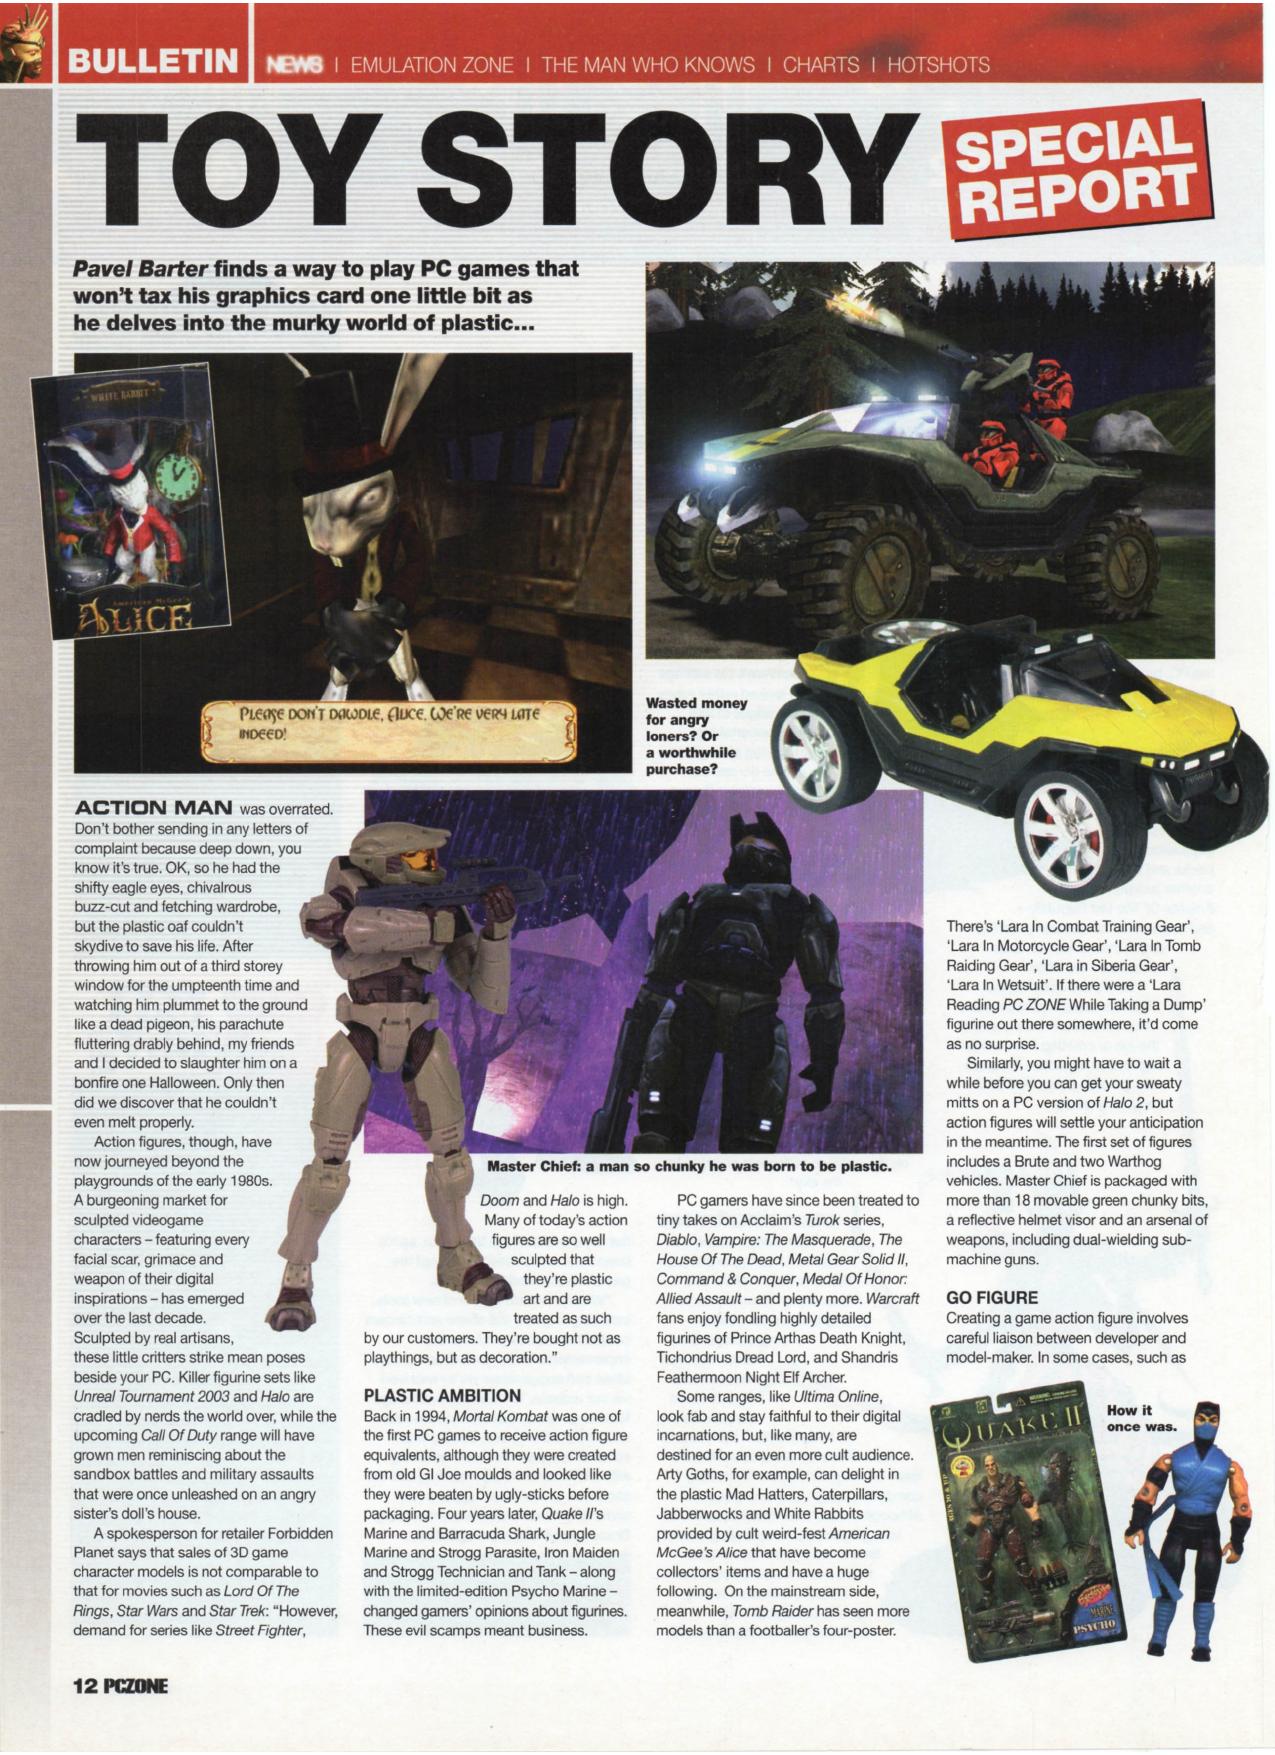 BULLETIN
NEWS | EMULATION ZONE | THE MAN WHO KNOWS | CHARTS | HOTSHOTS
TOY STORY
SPECIAL
REPORT
Pavel Barter finds a way to play PC games that
won't tax his graphics card one little bit as
he delves into the murky world of plastic...
WHITE RABBIT
American McGee's
ALICE
PLEASE DON'T DAWDLE, ALICE. WE'RE VERY LATE
INDEED!
Wasted money
for angry
loners? Or
a worthwhile
purchase?
ACTION MAN was overrated.
Don't bother sending in any letters of
complaint because deep down, you
know it's true. OK, so he had the
shifty eagle eyes, chivalrous
buzz-cut and fetching wardrobe,
but the plastic oaf couldn't
skydive to save his life. After
throwing him out of a third storey
window for the umpteenth time and
watching him plummet to the ground
like a dead pigeon, his parachute
fluttering drably behind, my friends
and I decided to slaughter him on a
bonfire one Halloween. Only then
did we discover that he couldn't
even melt properly.
Action figures, though, have
now journeyed beyond the
playgrounds of the early 1980s.
A burgeoning market for
sculpted videogame
characters – featuring every
facial scar, grimace and
weapon of their digital
inspirations – has emerged
over the last decade.
Sculpted by real artisans,
these little critters strike mean poses
beside your PC. Killer figurine sets like
Unreal Tournament 2003 and Halo are
cradled by nerds the world over, while the
upcoming Call Of Duty range will have
grown men reminiscing about the
sandbox battles and military assaults
that were once unleashed on an angry
sister's doll's house.
A spokesperson for retailer Forbidden
Planet says that sales of 3D game
character models is not comparable to
that for movies such as Lord Of The
Rings, Star Wars and Star Trek: "However,
demand for series like Street Fighter,
Master Chief: a man so chunky he was born to be plastic.
Doom and Halo is high.
Many of today's action
figures are so well
sculpted that
they're plastic
art and are
treated as such
by our customers. They're bought not as
playthings, but as decoration."
PLASTIC AMBITION
Back in 1994, Mortal Kombat was one of
the first PC games to receive action figure
equivalents, although they were created
from old GI Joe moulds and looked like
they were beaten by ugly-sticks before
packaging. Four years later, Quake II's
Marine and Barracuda Shark, Jungle
Marine and Strogg Parasite, Iron Maiden
and Strogg Technician and Tank – along
with the limited-edition Psycho Marine –
changed gamers' opinions about figurines.
These evil scamps meant business.
PC gamers have since been treated to
tiny takes on Acclaim's Turok series,
Diablo, Vampire: The Masquerade, The
House Of The Dead, Metal Gear Solid II,
Command & Conquer, Medal Of Honor:
Allied Assault – and plenty more. Warcraft
fans enjoy fondling highly detailed
figurines of Prince Arthas Death Knight,
Tichondrius Dread Lord, and Shandris
Feathermoon Night Elf Archer.
Some ranges, like Ultima Online,
look fab and stay faithful to their digital
incarnations, but, like many, are
destined for an even more cult audience.
Arty Goths, for example, can delight in
the plastic Mad Hatters, Caterpillars,
Jabberwocks and White Rabbits
provided by cult weird-fest American
McGee's Alice that have become
collectors' items and have a huge
following. On the mainstream side,
meanwhile, Tomb Raider has seen more
models than a footballer's four-poster.
There's 'Lara In Combat Training Gear',
'Lara In Motorcycle Gear', 'Lara In Tomb
Raiding Gear', 'Lara in Siberia Gear',
'Lara In Wetsuit'. If there were a 'Lara
Reading PC ZONE While Taking a Dump'
figurine out there somewhere, it'd come
as no surprise.
Similarly, you might have to wait a
while before you can get your sweaty
mitts on a PC version of Halo 2, but
action figures will settle your anticipation
in the meantime. The first set of figures
includes a Brute and two Warthog
vehicles. Master Chief is packaged with
more than 18 movable green chunky bits,
a reflective helmet visor and an arsenal of
weapons, including dual-wielding sub-
machine guns.
GO FIGURE
Creating a game action figure involves
careful liaison between developer and
model-maker. In some cases, such as
QUAKE II
MARINE
PSYCHO
How it
once was.
12 PCZONE